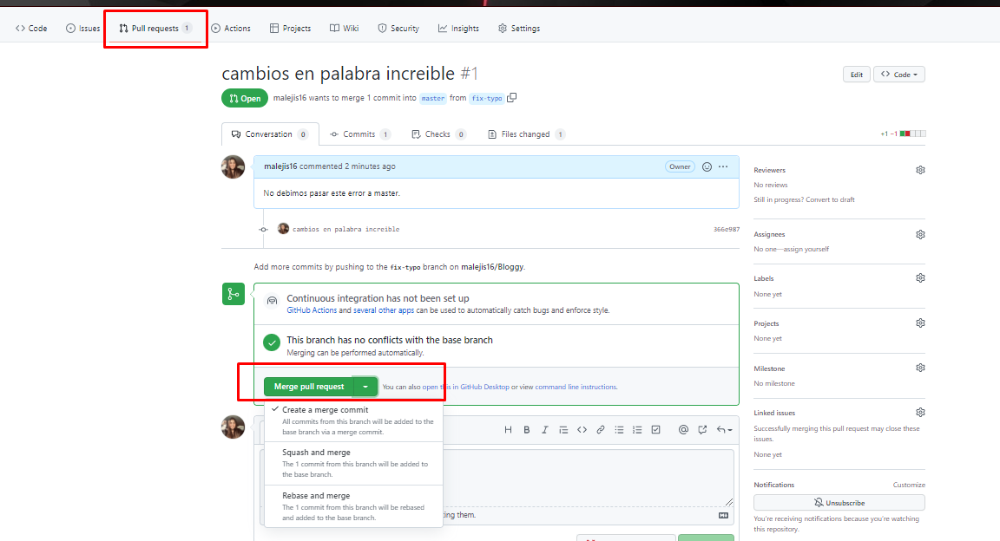 Code Issues Pull requests 1 Actions Projects Wiki Security Insights Settings
cambios en palabra increible #1
Edit Code
Open malejis16 wants to merge 1 commit into master from fix-typo
Conversation 0 Commits 1 Checks 0 Files changed 1
+1 −1
malejis16 commented 2 minutes ago
Owner
No debimos pasar este error a master.
cambios en palabra increible
366e987
Add more commits by pushing to the fix-typo branch on malejis16/Bloggy.
Continuous integration has not been set up
GitHub Actions and several other apps can be used to automatically catch bugs and enforce style.
This branch has no conflicts with the base branch
Merging can be performed automatically.
Merge pull request You can also open this in GitHub Desktop or view command line instructions.
Create a merge commit
All commits from this branch will be added to the
base branch via a merge commit.
Squash and merge
The 1 commit from this branch will be added to
the base branch.
Rebase and merge
The 1 commit from this branch will be rebased
and added to the base branch.
them.
Reviewers
No reviews
Still in progress? Convert to draft
Assignees
No one—assign yourself
Labels
None yet
Projects
None yet
Milestone
No milestone
Linked issues
Successfully merging this pull request may close these
issues.
None yet
Notifications
Customize
Unsubscribe
You're receiving notifications because you're watching
this repository.